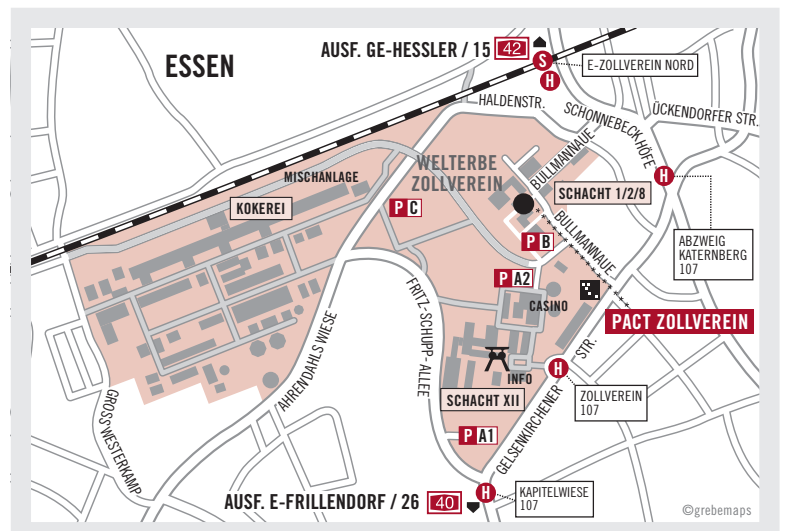 AUSF. GE-HESSLER / 15 42
ESSEN
S
H
E-ZOLLVEREIN NORD
HALDENSTR.
SCHONNEBECKHÖFE
ÜCKENDORFER STR.
MISCHANLAGE
WELTERBE
ZOLLVEREIN
BULLMANNAUE
H
KOKEREI
SCHACHT 1/2/8
P C
BULLMANNAUE
P B
ABZWEIG
KATERNBERG
107
P A2
FRITZ-SCHUPP-ALLEE
CASINO
PACT ZOLLVEREIN
AHRENDAHLS WIESE
GELSENKIRCHENER STR.
INFO
H
ZOLLVEREIN
107
GROSSWESTERKAMP
SCHACHT XII
P A1
AUSF. E-FRILLENDORF / 26 40
H
KAPITELWIESE
107
©grebemaps